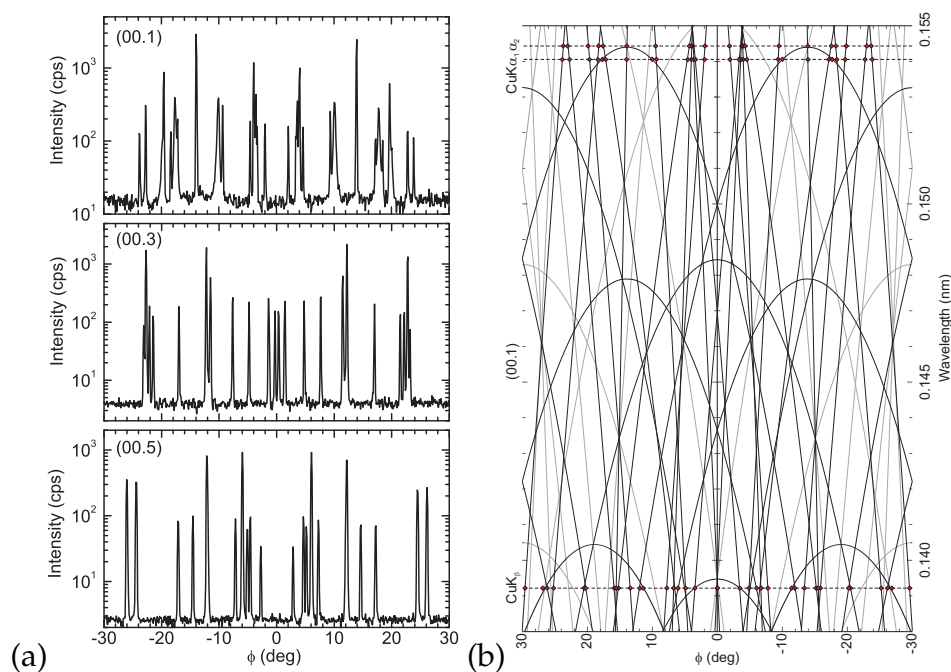 (00.1)
Intensity (cps)
10³
10²
10¹
(00.3)
Intensity (cps)
10³
10²
10¹
(00.5)
Intensity (cps)
10³
10²
10¹
-30 -20 -10 0 10 20 30
ϕ (deg)
(a)
CuKα₁α₂
(00.1)
CuKβ
0.155
0.150
0.145
0.140
Wavelength (nm)
30 20 10 0 -10 -20 -30
ϕ (deg)
(b)